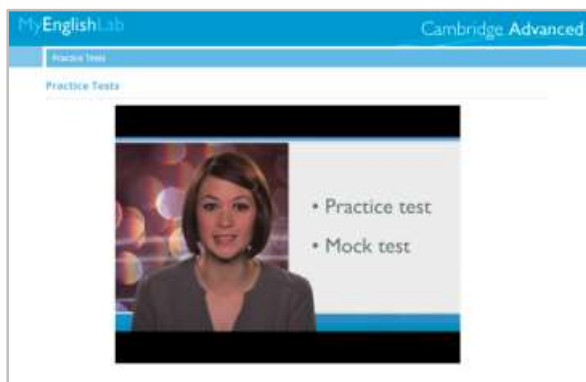 MyEnglishLab
Cambridge Advanced
Practice Tests
Practice Tests
• Practice test
• Mock test